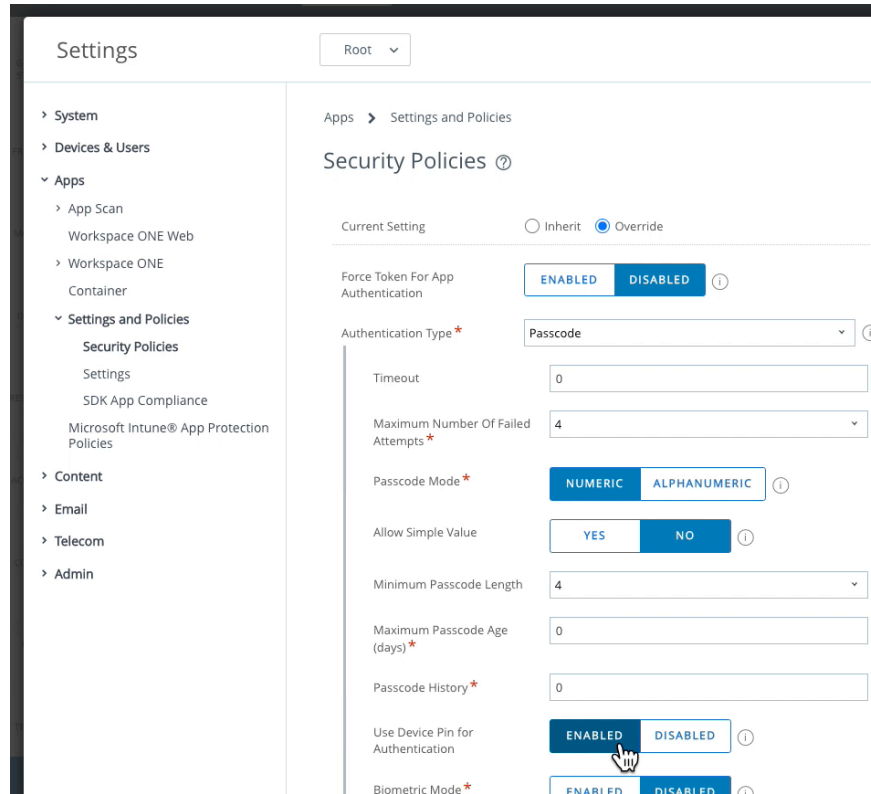 Settings
Root
System
Devices & Users
Apps
App Scan
Workspace ONE Web
Workspace ONE
Container
Settings and Policies
Security Policies
Settings
SDK App Compliance
Microsoft Intune® App Protection
Policies
Content
Email
Telecom
Admin
Apps > Settings and Policies
Security Policies
Current Setting Inherit Override
Force Token For App
Authentication
ENABLED DISABLED
Authentication Type * Passcode
Timeout 0
Maximum Number Of Failed
Attempts *
4
Passcode Mode * NUMERIC ALPHANUMERIC
Allow Simple Value YES NO
Minimum Passcode Length 4
Maximum Passcode Age
(days) *
0
Passcode History * 0
Use Device Pin for
Authentication
ENABLED DISABLED
Biometric Mode * ENABLED DISABLED